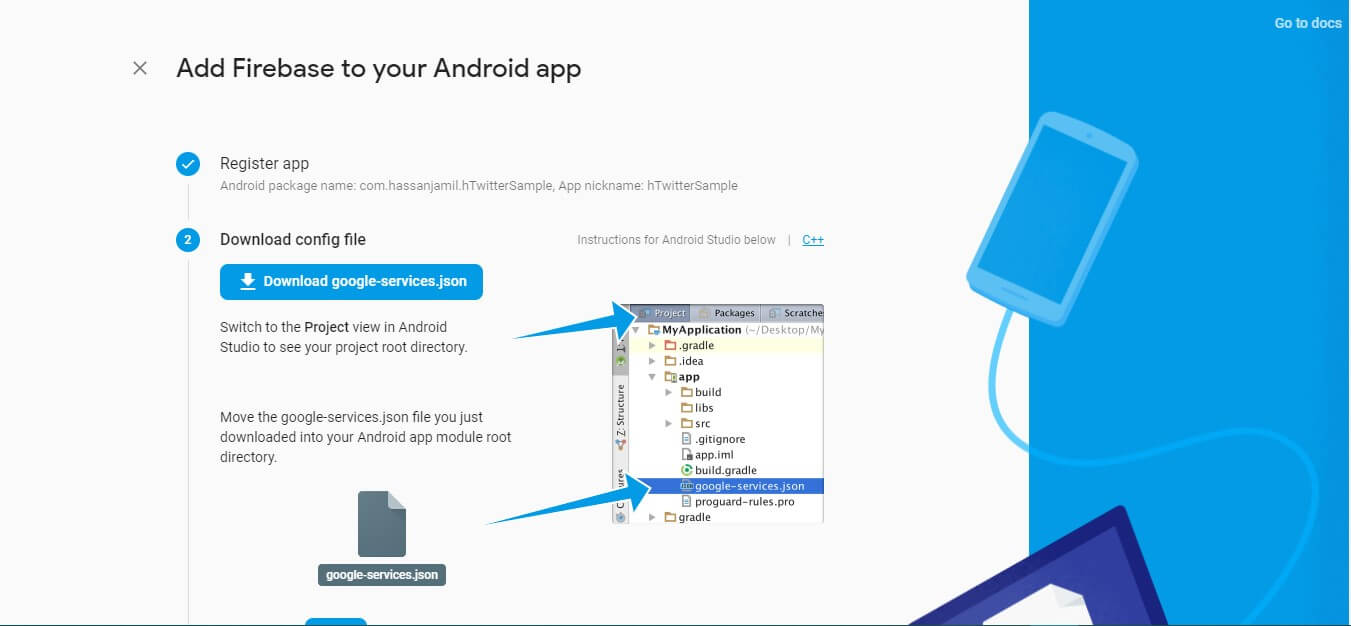 Go to docs
Add Firebase to your Android app
Register app
Android package name: com.hassanjamil.hTwitterSample, App nickname: hTwitterSample
2
Download config file
Instructions for Android Studio below | C++
Download google-services.json
Switch to the Project view in Android
Studio to see your project root directory.
Move the google-services.json file you just
downloaded into your Android app module root
directory.
google-services.json
Project Packages Scratches
MyApplication (~/Desktop/My
.gradle
.idea
app
build
libs
src
.gitignore
app.iml
build.gradle
google-services.json
proguard-rules.pro
gradle
Z: Structure